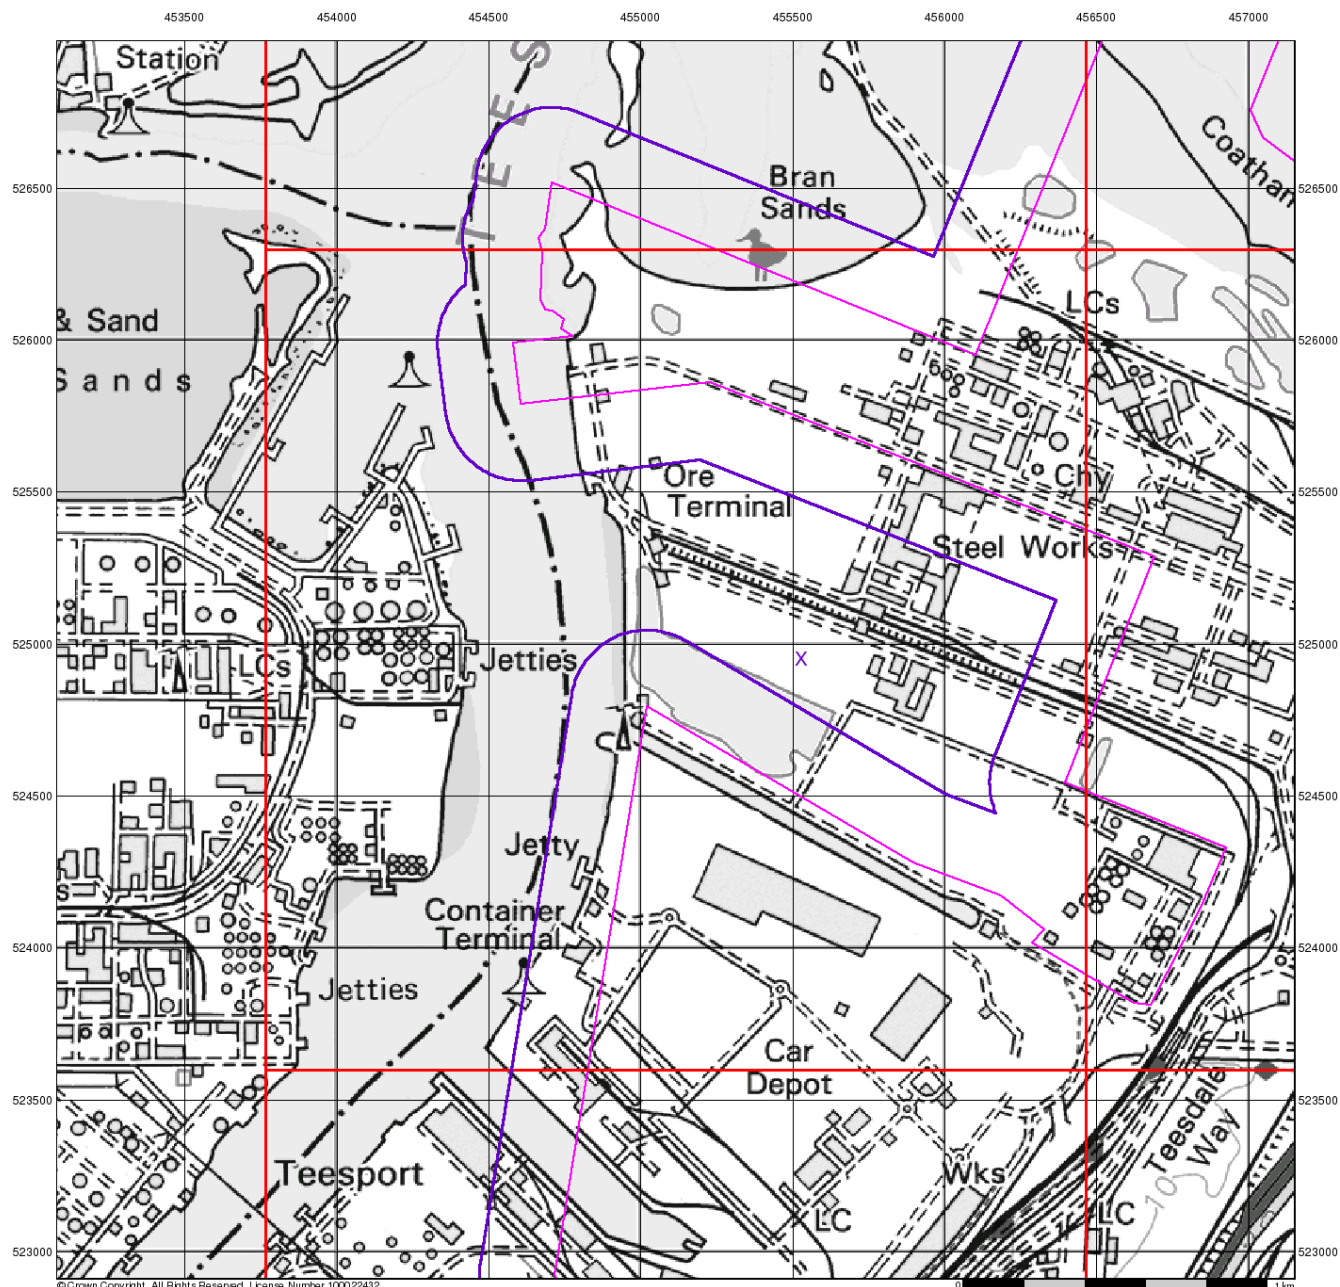 453500 454000 454500 455000 455500 456000 456500 457000
Station
TEES
Coathan
526500 526500
Bran
Sands
LCs
& Sand
526000 526000
Sands
Chy
Ore
Terminal
525500 525500
Steel Works
525000 525000
LCs
Jetties
X
524500 524500
Jetty
s
Container
Terminal
524000 524000
Jetties
Car
Depot
523500 523500
Teesdale
Way
Teesport
Wks
10
LC
LC
523000 523000
© Crown Copyright. All Rights Reserved. License Number 100022432
0 1 km